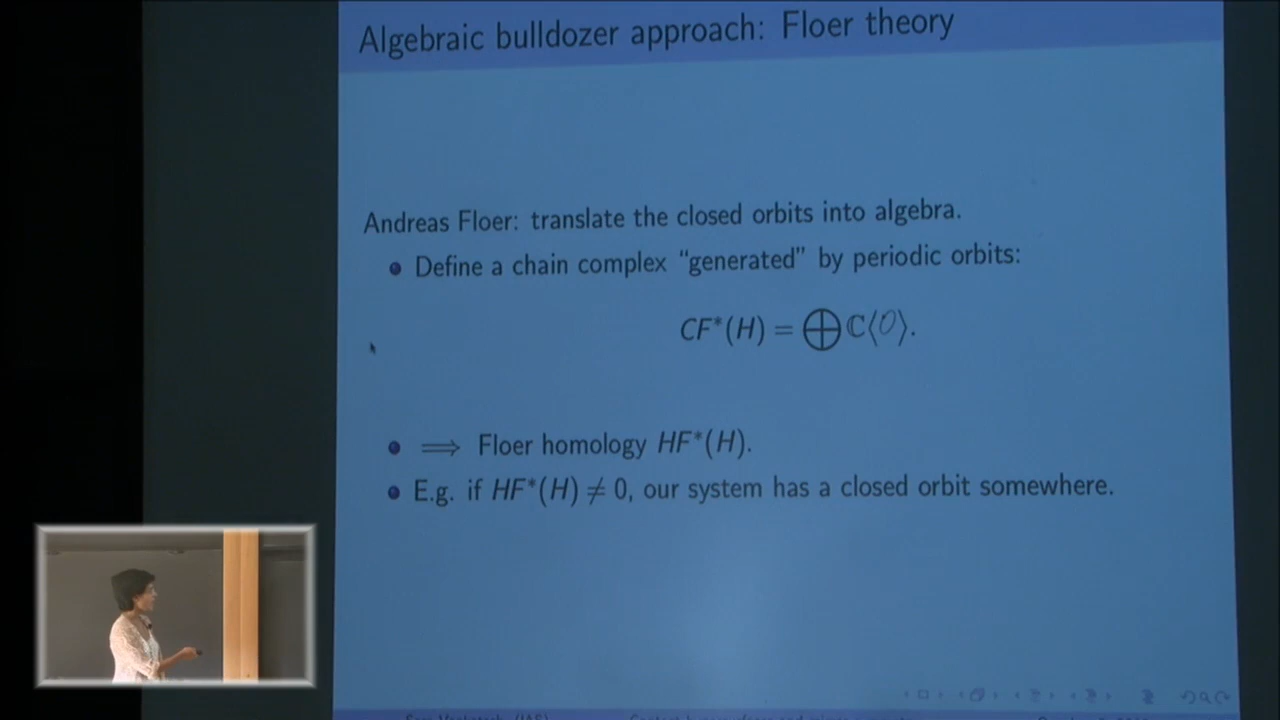 Algebraic bulldozer approach: Floer theory
Andreas Floer: translate the closed orbits into algebra.
Define a chain complex "generated" by periodic orbits:
CF*(H) = ⊕ ℂ⟨𝒪⟩.
⟹ Floer homology HF*(H).
E.g. if HF*(H) ≠ 0, our system has a closed orbit somewhere.